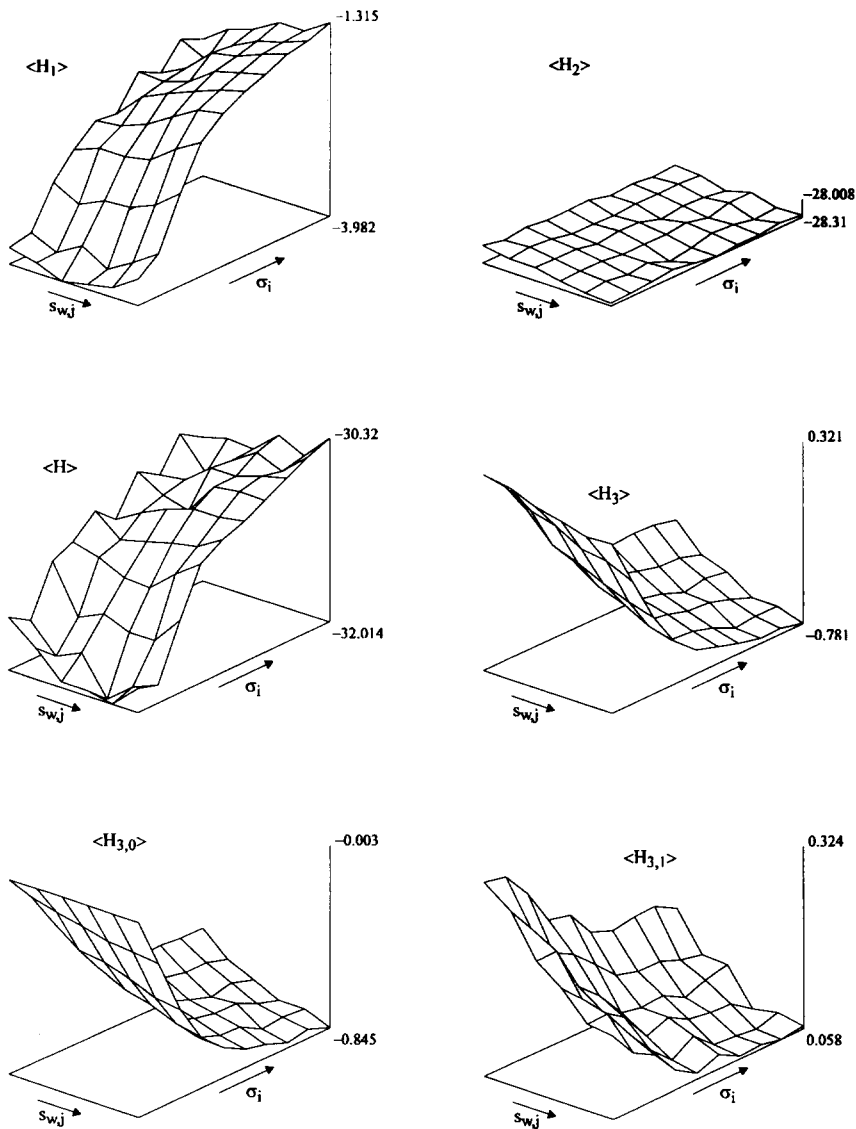 <H1>
−1.315
−3.982
sw,j
σi
<H2>
−28.008
−28.31
sw,j
σi
<H>
−30.32
−32.014
sw,j
σi
<H3>
0.321
−0.781
sw,j
σi
<H3,0>
−0.003
−0.845
sw,j
σi
<H3,1>
0.324
0.058
sw,j
σi